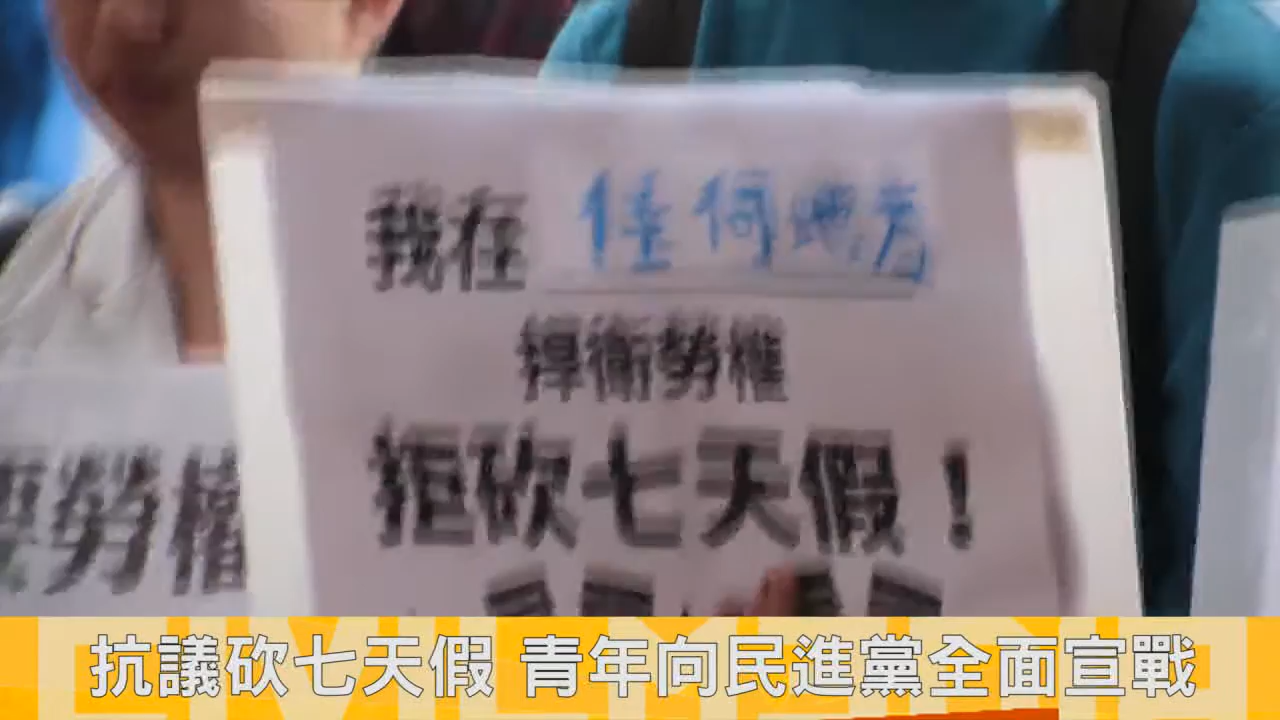 我在任何地方
捍衛勞權
拒砍七天假！
勞權
抗議砍七天假 青年向民進黨全面宣戰